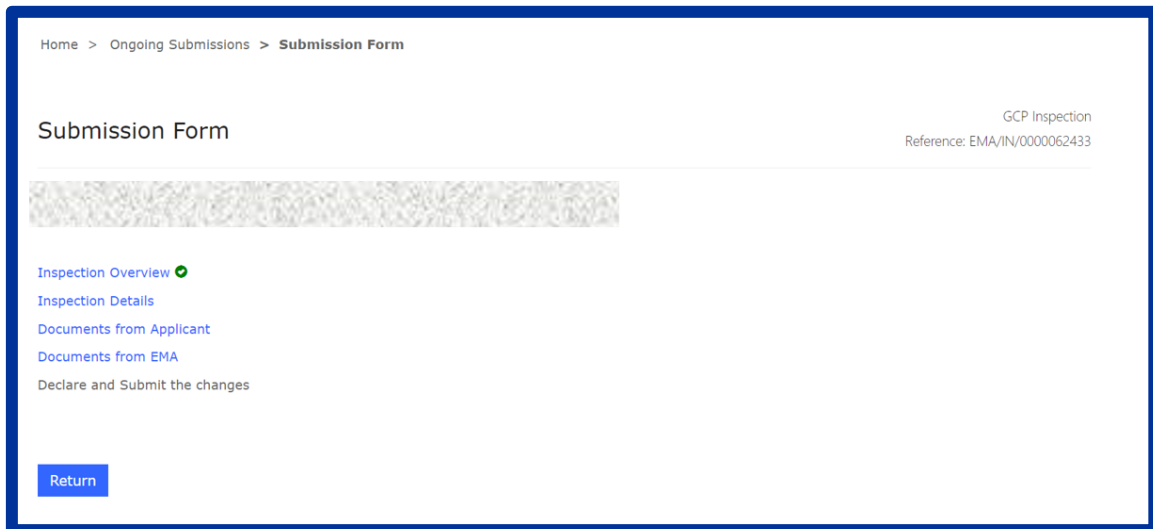 Home > Ongoing Submissions > Submission Form
Submission Form
GCP Inspection
Reference: EMA/IN/0000062433
Inspection Overview
Inspection Details
Documents from Applicant
Documents from EMA
Declare and Submit the changes
Return